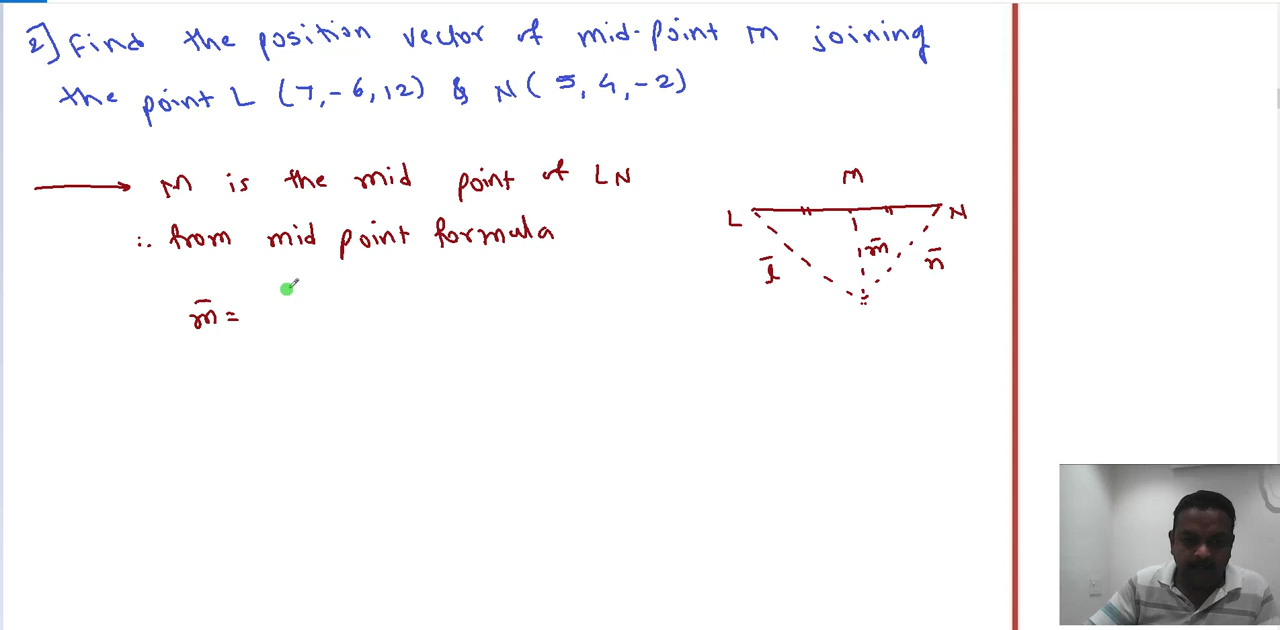 2] Find the position vector of mid-point M joining
the point L (7,-6,12) & N( 5, 4, -2)
M is the mid point of LN
∴ from mid point formula
m̄ =
M
L
N
l̄
m̄
n̄